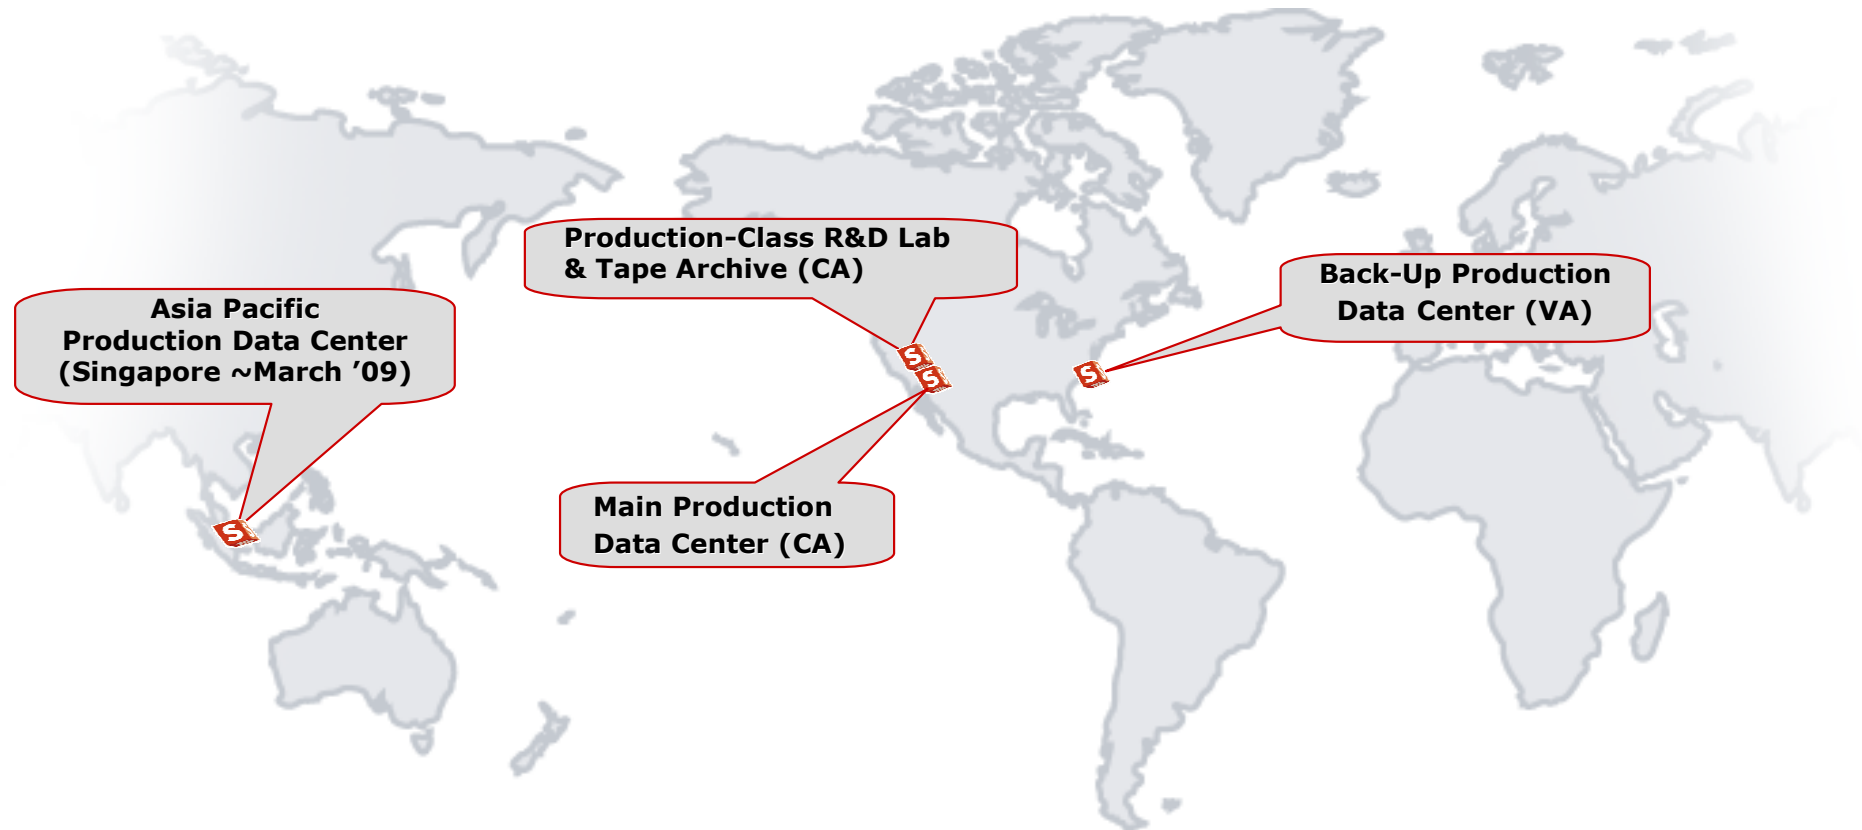 Production-Class R&D Lab
& Tape Archive (CA)
Back-Up Production
Data Center (VA)
Asia Pacific
Production Data Center
(Singapore ~March ’09)
Main Production
Data Center (CA)
S
S
S
S